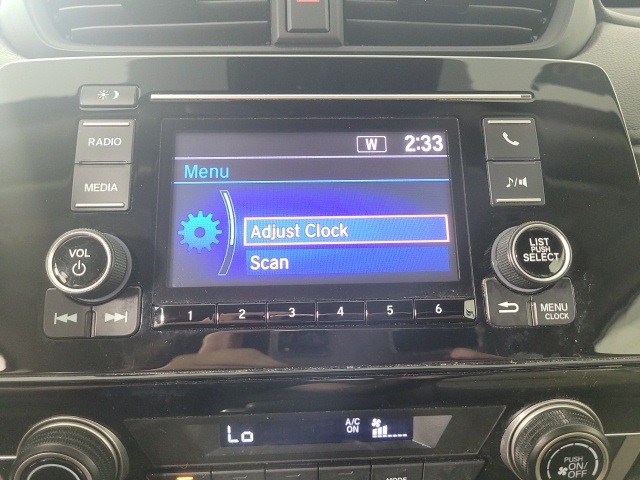 RADIO
MEDIA
VOL
W 2:33
Menu
Adjust Clock
Scan
1 2 3 4 5 6
LIST
PUSH
SELECT
MENU
CLOCK
Lo
A/C
ON
MODE
PUSH
ON/OFF